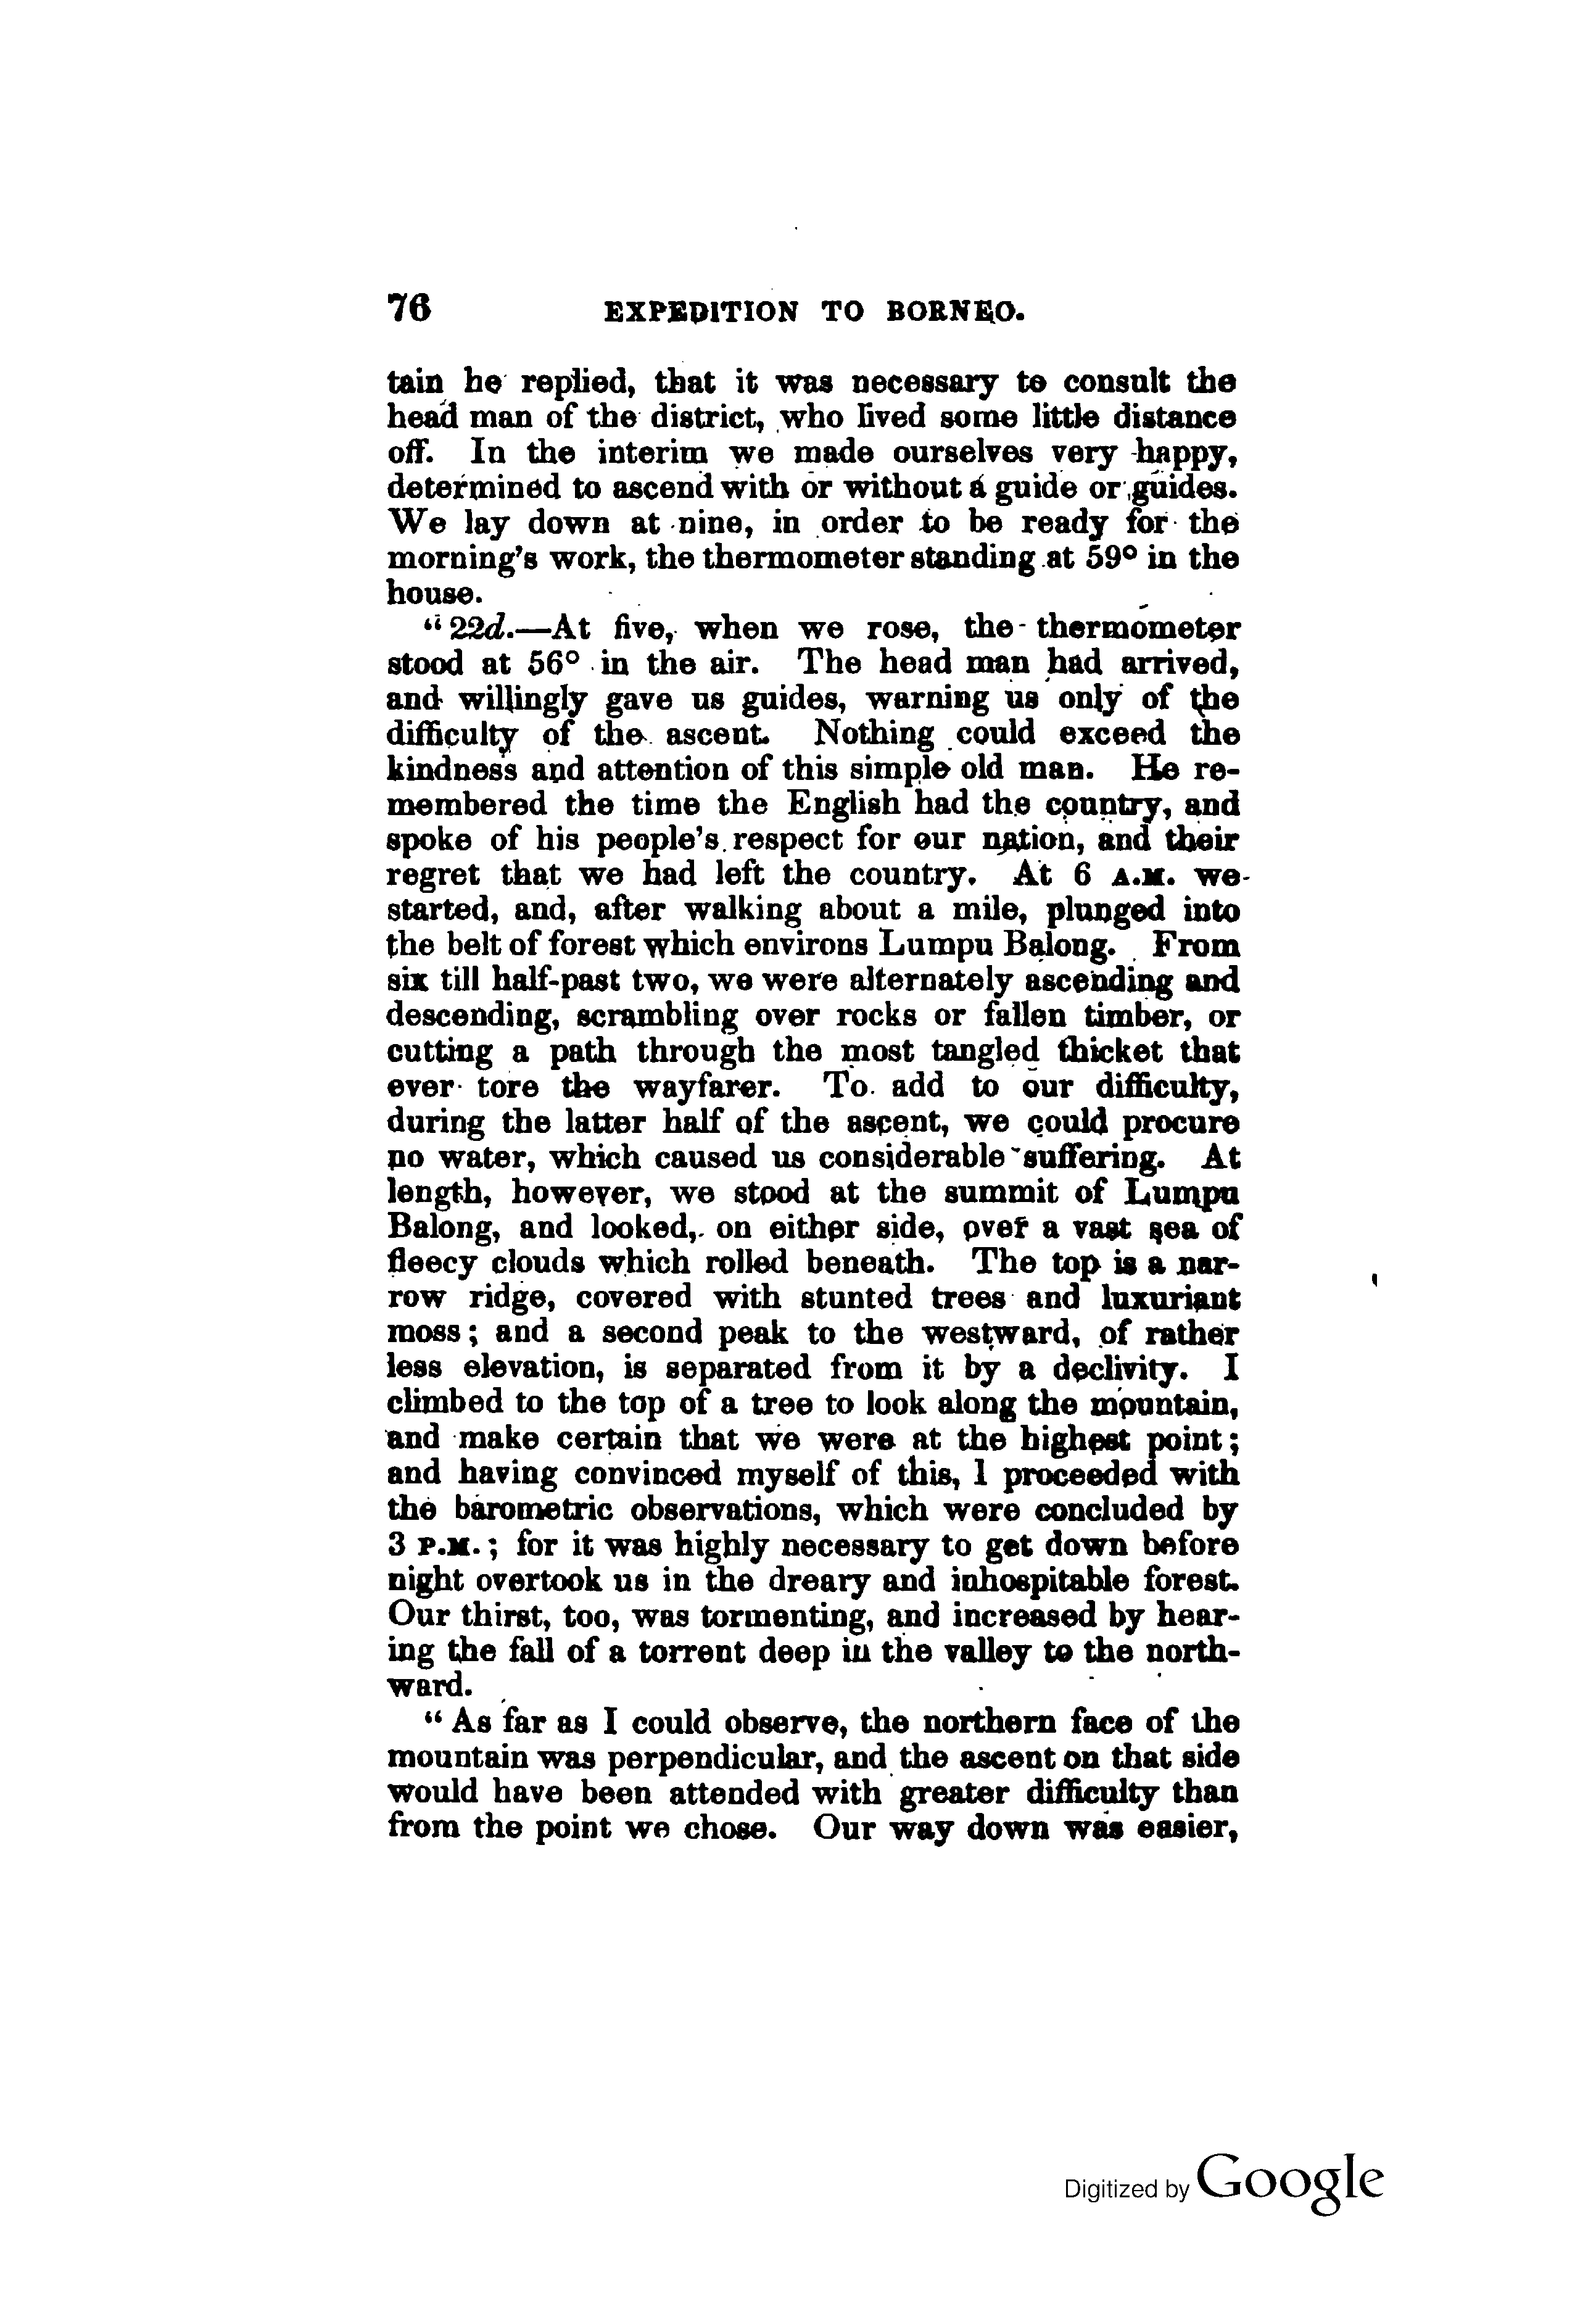 76 EXPEDITION TO BORNEO.
tain he replied, that it was necessary to consult the
head man of the district, who lived some little distance
off. In the interim we made ourselves very happy,
determined to ascend with or without a guide or guides.
We lay down at nine, in order to be ready for the
morning's work, the thermometer standing at 59° in the
house.
"22d.—At five, when we rose, the thermometer
stood at 56° in the air. The head man had arrived,
and willingly gave us guides, warning us only of the
difficulty of the ascent. Nothing could exceed the
kindness and attention of this simple old man. He re-
membered the time the English had the country, and
spoke of his people's respect for our nation, and their
regret that we had left the country. At 6 A.M. we
started, and, after walking about a mile, plunged into
the belt of forest which environs Lumpu Balong. From
six till half-past two, we were alternately ascending and
descending, scrambling over rocks or fallen timber, or
cutting a path through the most tangled thicket that
ever tore the wayfarer. To add to our difficulty,
during the latter half of the ascent, we could procure
no water, which caused us considerable suffering. At
length, however, we stood at the summit of Lumpu
Balong, and looked, on either side, over a vast sea of
fleecy clouds which rolled beneath. The top is a nar-
row ridge, covered with stunted trees and luxuriant
moss; and a second peak to the westward, of rather
less elevation, is separated from it by a declivity. I
climbed to the top of a tree to look along the mountain,
and make certain that we were at the highest point;
and having convinced myself of this, I proceeded with
the barometric observations, which were concluded by
3 P.M.; for it was highly necessary to get down before
night overtook us in the dreary and inhospitable forest.
Our thirst, too, was tormenting, and increased by hear-
ing the fall of a torrent deep in the valley to the north-
ward.
"As far as I could observe, the northern face of the
mountain was perpendicular, and the ascent on that side
would have been attended with greater difficulty than
from the point we chose. Our way down was easier,
Digitized by Google